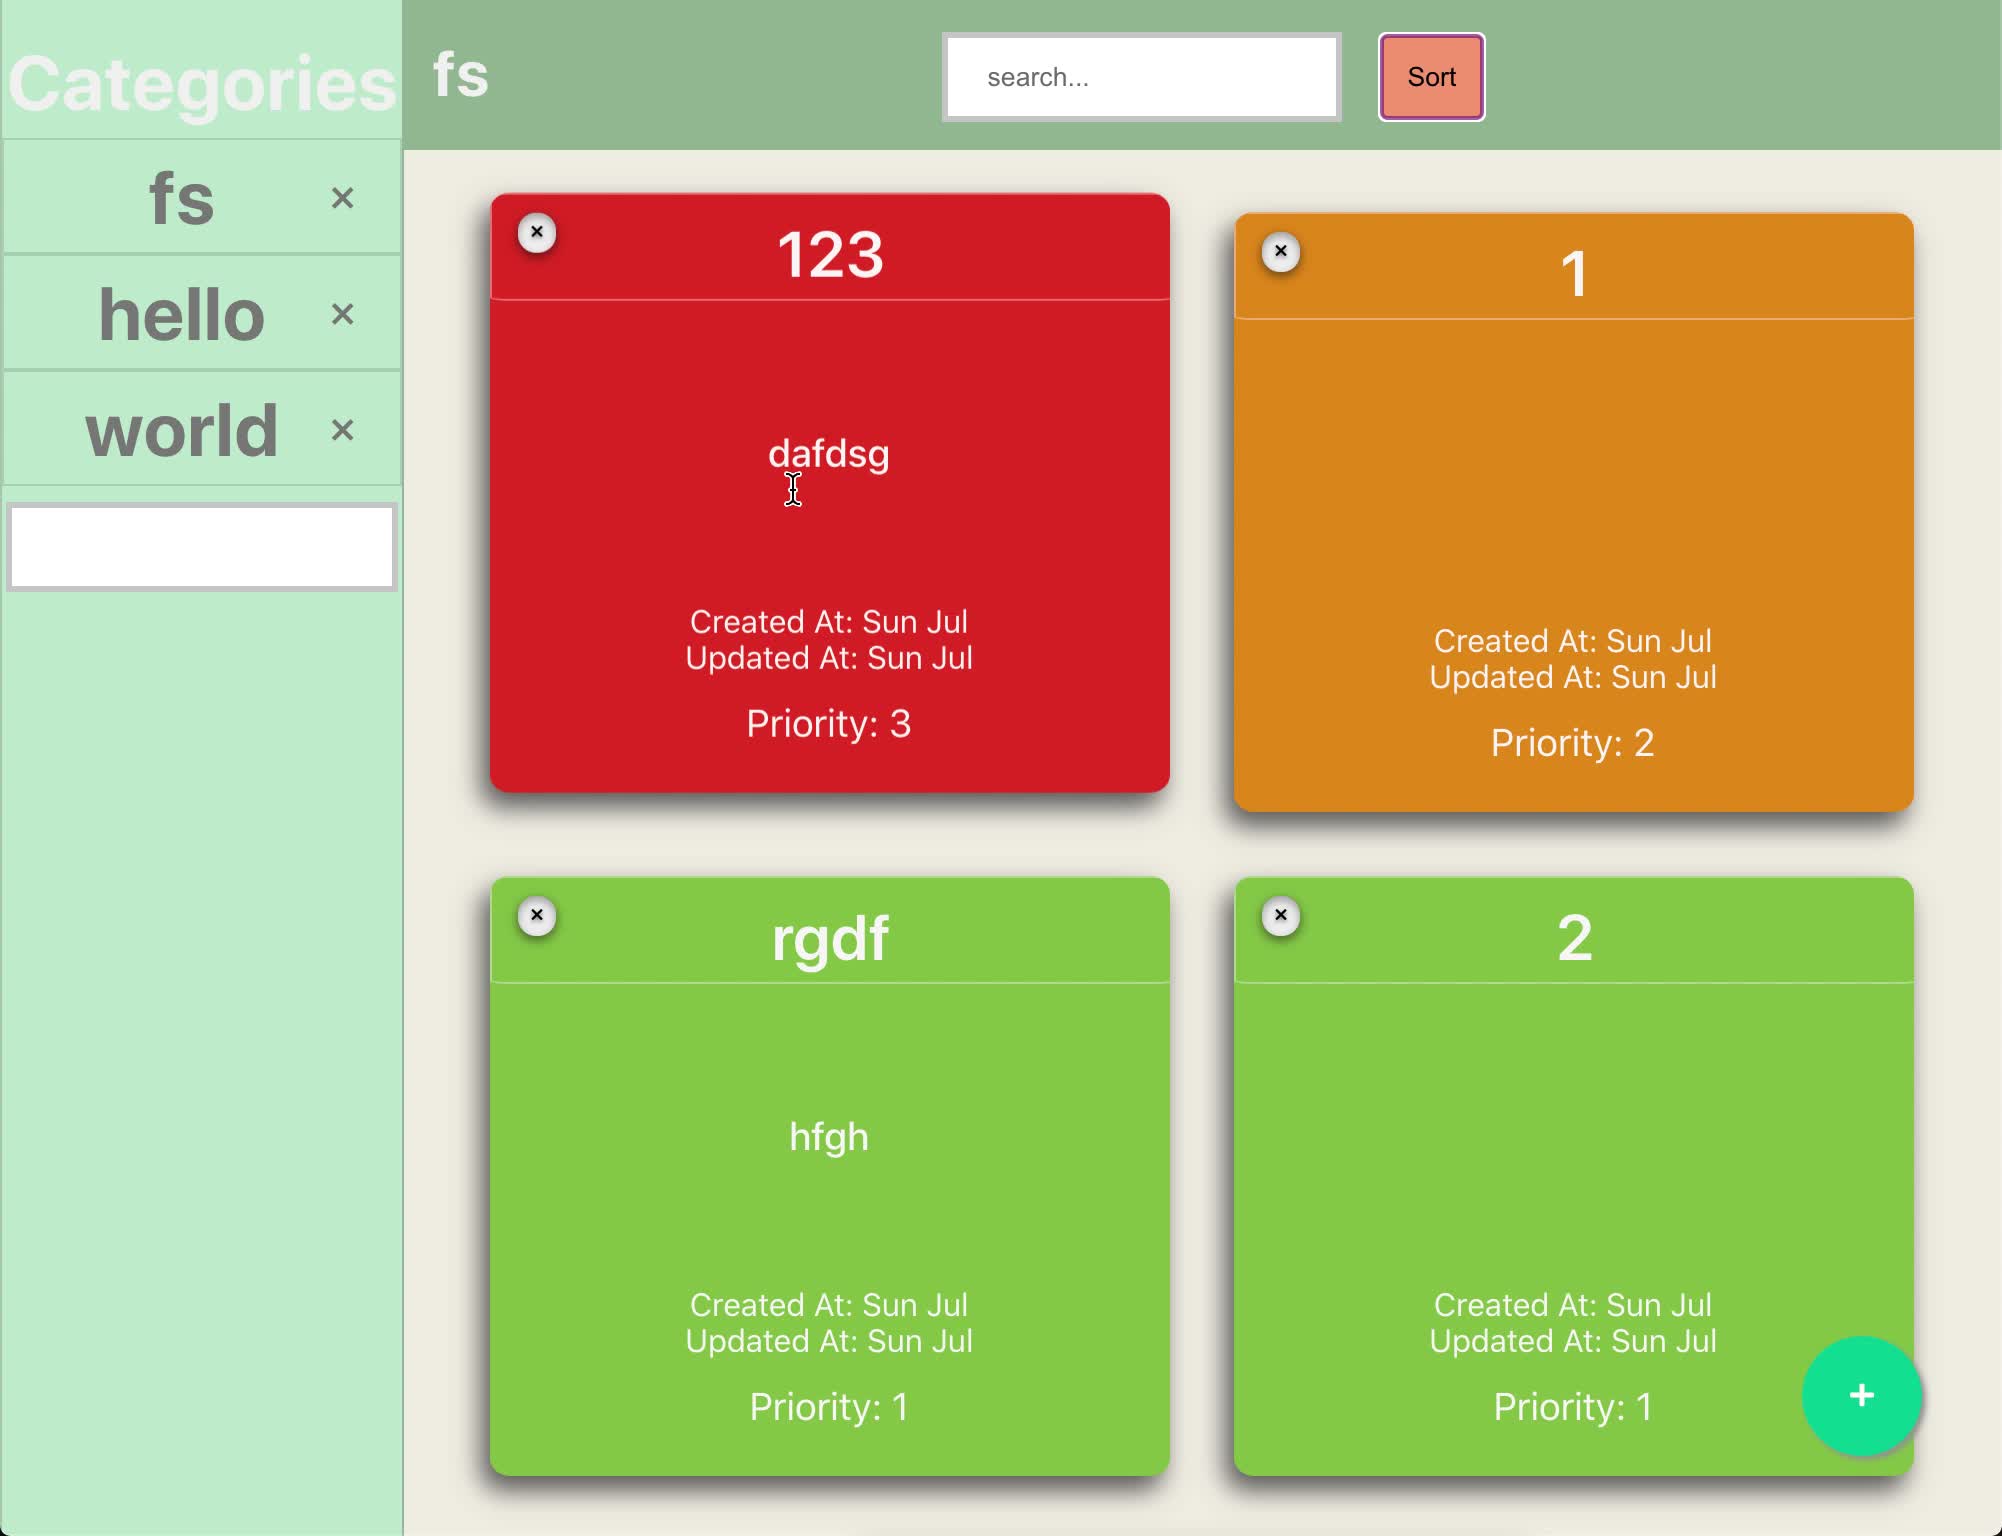 Categories
fs ×
hello ×
world ×
fs
search...
Sort
×
123
dafdsg
Created At: Sun Jul
Updated At: Sun Jul
Priority: 3
×
1
Created At: Sun Jul
Updated At: Sun Jul
Priority: 2
×
rgdf
hfgh
Created At: Sun Jul
Updated At: Sun Jul
Priority: 1
×
2
Created At: Sun Jul
Updated At: Sun Jul
Priority: 1
+